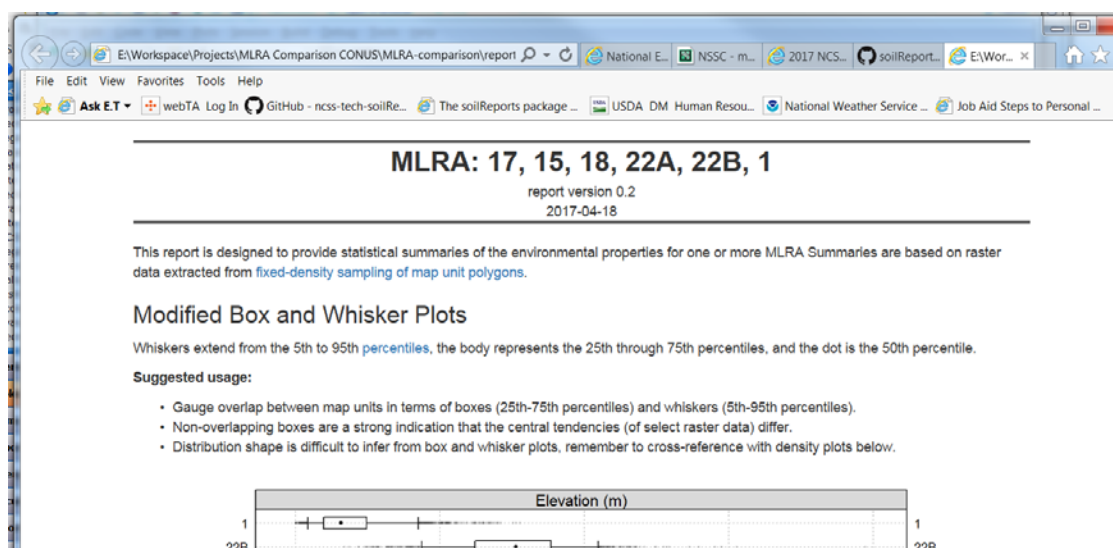 E:\Workspace\Projects\MLRA Comparison CONUS\MLRA-comparison\report
National E...
NSSC - m...
2017 NCS...
soilReport...
E:\Wor...
File Edit View Favorites Tools Help
Ask E.T
webTA Log In
GitHub - ncss-tech-soilRe...
The soilReports package ...
USDA DM Human Resou...
National Weather Service ...
Job Aid Steps to Personal ...
MLRA: 17, 15, 18, 22A, 22B, 1
report version 0.2
2017-04-18
This report is designed to provide statistical summaries of the environmental properties for one or more MLRA Summaries are based on raster
data extracted from fixed-density sampling of map unit polygons.
Modified Box and Whisker Plots
Whiskers extend from the 5th to 95th percentiles, the body represents the 25th through 75th percentiles, and the dot is the 50th percentile.
Suggested usage:
• Gauge overlap between map units in terms of boxes (25th-75th percentiles) and whiskers (5th-95th percentiles).
• Non-overlapping boxes are a strong indication that the central tendencies (of select raster data) differ.
• Distribution shape is difficult to infer from box and whisker plots, remember to cross-reference with density plots below.
Elevation (m)
1 1
22B 22B